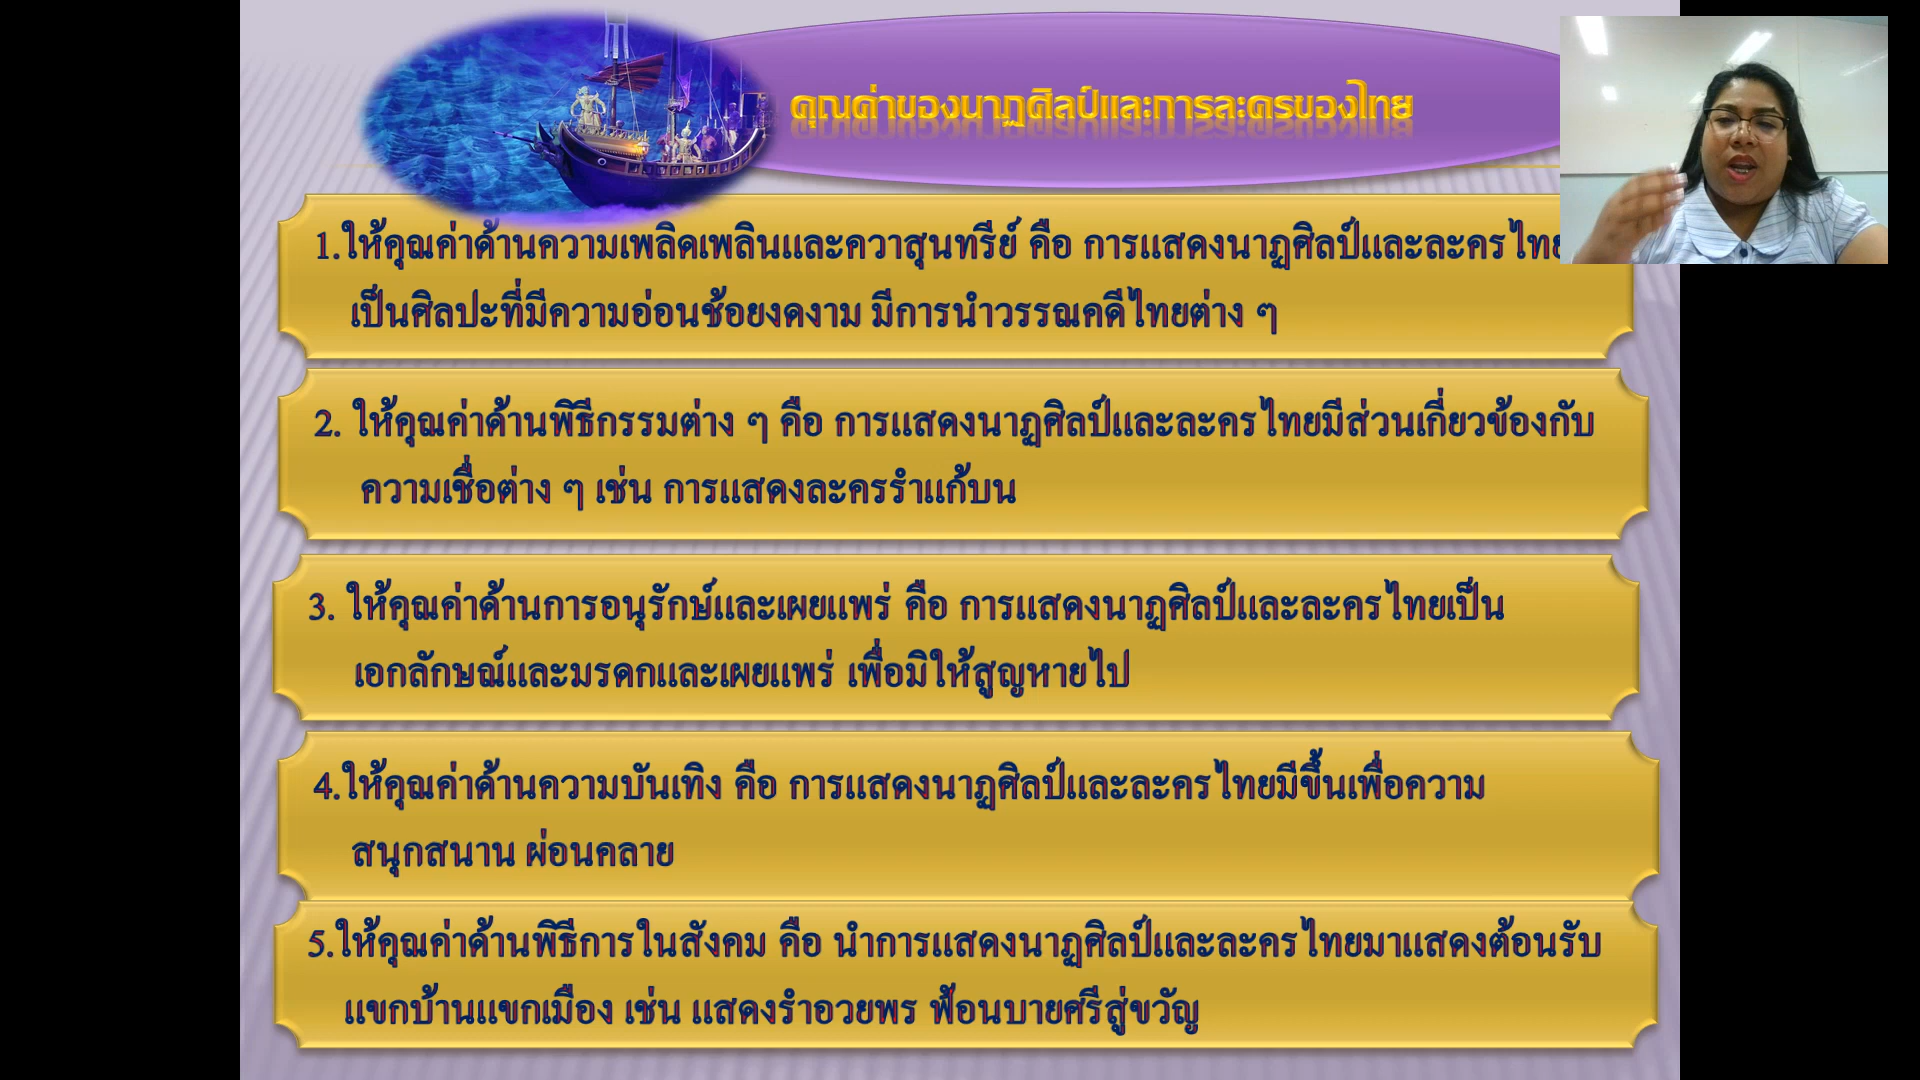 คุณค่าของนาฏศิลป์และการละครของไทย
1.ให้คุณค่าด้านความเพลิดเพลินและควาสุนทรีย์ คือ การแสดงนาฏศิลป์และละครไทย
เป็นศิลปะที่มีความอ่อนช้อยงดงาม มีการนำวรรณคดีไทยต่าง ๆ
2. ให้คุณค่าด้านพิธีกรรมต่าง ๆ คือ การแสดงนาฏศิลป์และละครไทยมีส่วนเกี่ยวข้องกับ
ความเชื่อต่าง ๆ เช่น การแสดงละครรำแก้บน
3. ให้คุณค่าด้านการอนุรักษ์และเผยแพร่ คือ การแสดงนาฏศิลป์และละครไทยเป็น
เอกลักษณ์และมรดกและเผยแพร่ เพื่อมิให้สูญหายไป
4.ให้คุณค่าด้านความบันเทิง คือ การแสดงนาฏศิลป์และละครไทยมีขึ้นเพื่อความ
สนุกสนาน ผ่อนคลาย
5.ให้คุณค่าด้านพิธีการในสังคม คือ นำการแสดงนาฏศิลป์และละครไทยมาแสดงต้อนรับ
แขกบ้านแขกเมือง เช่น แสดงรำอวยพร ฟ้อนบายศรีสู่ขวัญ